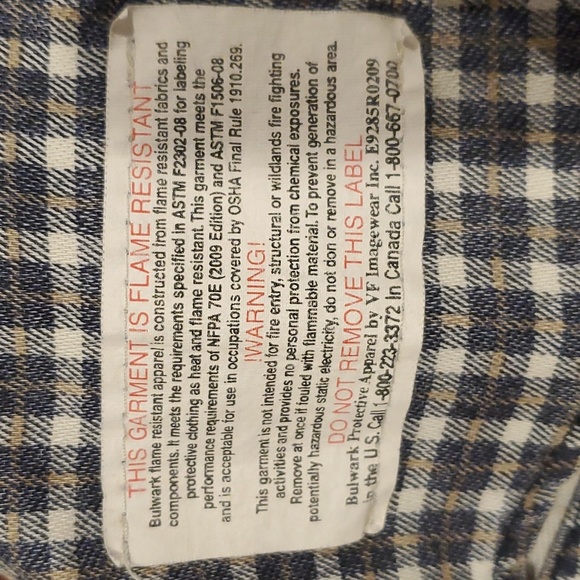 THIS GARMENT IS FLAME RESISTANT
Bulwark flame resistant apparel is constructed from flame resistant fabrics and
components. It meets the requirements specified in ASTM F2302-08 for labeling
protective clothing as heat and flame resistant. This garment meets the
performance requirements of NFPA 70E (2009 Edition) and ASTM F1506-08
and is acceptable for use in occupations covered by OSHA Final Rule 1910.269.
!WARNING!
This garment is not intended for fire entry, structural or wildlands fire fighting
activities and provides no personal protection from chemical exposures.
Remove at once if fouled with flammable material. To prevent generation of
potentially hazardous static electricity, do not don or remove in a hazardous area.
DO NOT REMOVE THIS LABEL
Bulwark Protective Apparel by VF Imagewear Inc. E9285R0209
In the U.S. Call 1-800-223-3372 In Canada Call 1-800-667-0700